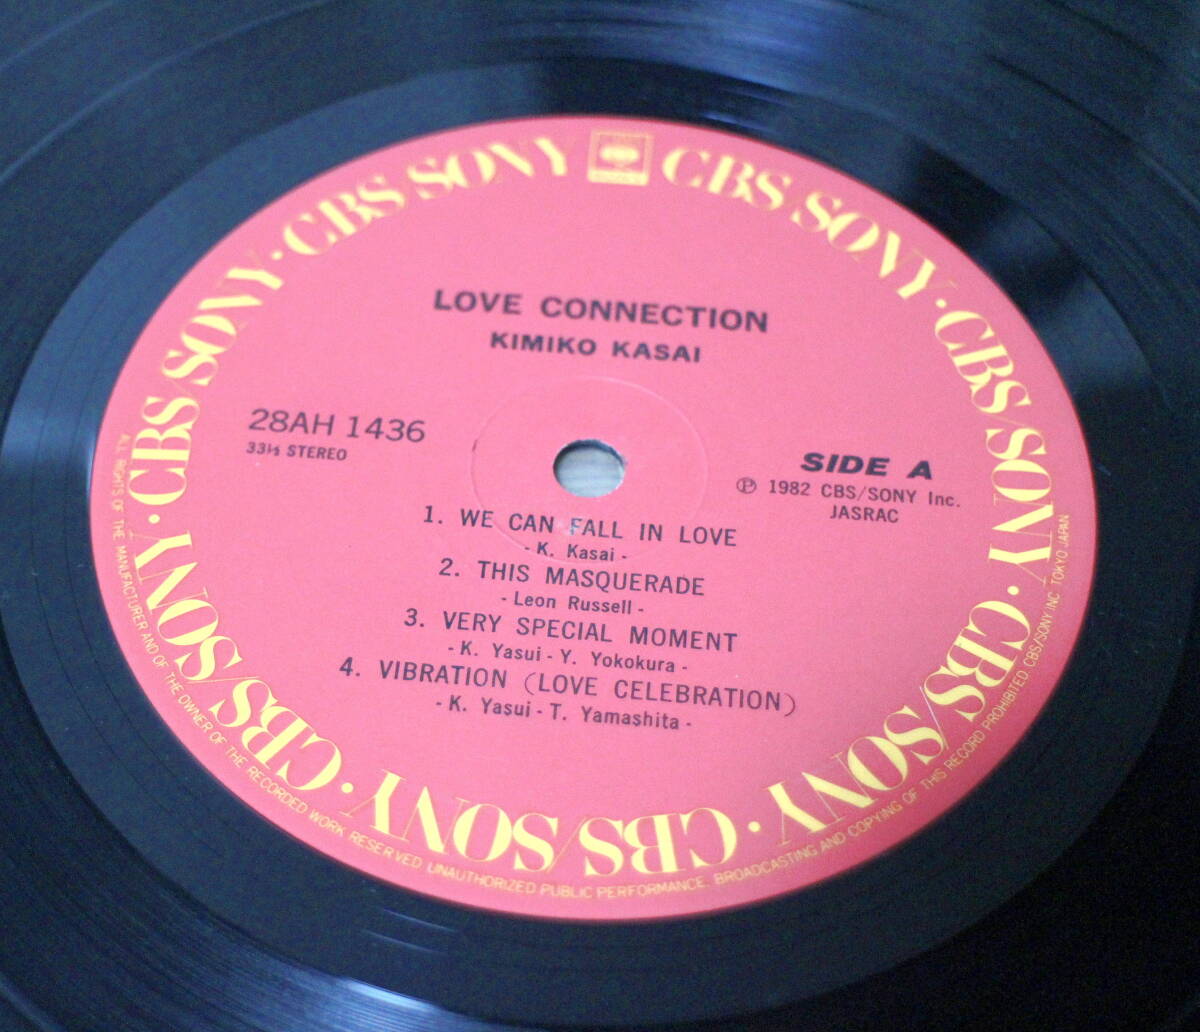 CBS/SONY · CBS/SONY · CBS/SONY · CBS/SONY · CBS/SONY · CBS/SONY · CBS SONY · CBS SONY
LOVE CONNECTION
KIMIKO KASAI
28AH 1436
33⅓ STEREO
SIDE A
Ⓟ 1982 CBS/SONY Inc.
JASRAC
1. WE CAN FALL IN LOVE
- K. Kasai -
2. THIS MASQUERADE
- Leon Russell -
3. VERY SPECIAL MOMENT
- K. Yasui - Y. Yokokura -
4. VIBRATION (LOVE CELEBRATION)
- K. Yasui - T. Yamashita -
ALL RIGHTS OF THE MANUFACTURER AND OF THE OWNER OF THE RECORDED WORK RESERVED UNAUTHORIZED PUBLIC PERFORMANCE. BROADCASTING AND COPYING OF THIS RECORD PROHIBITED CBS/SONY INC. TOKYO JAPAN